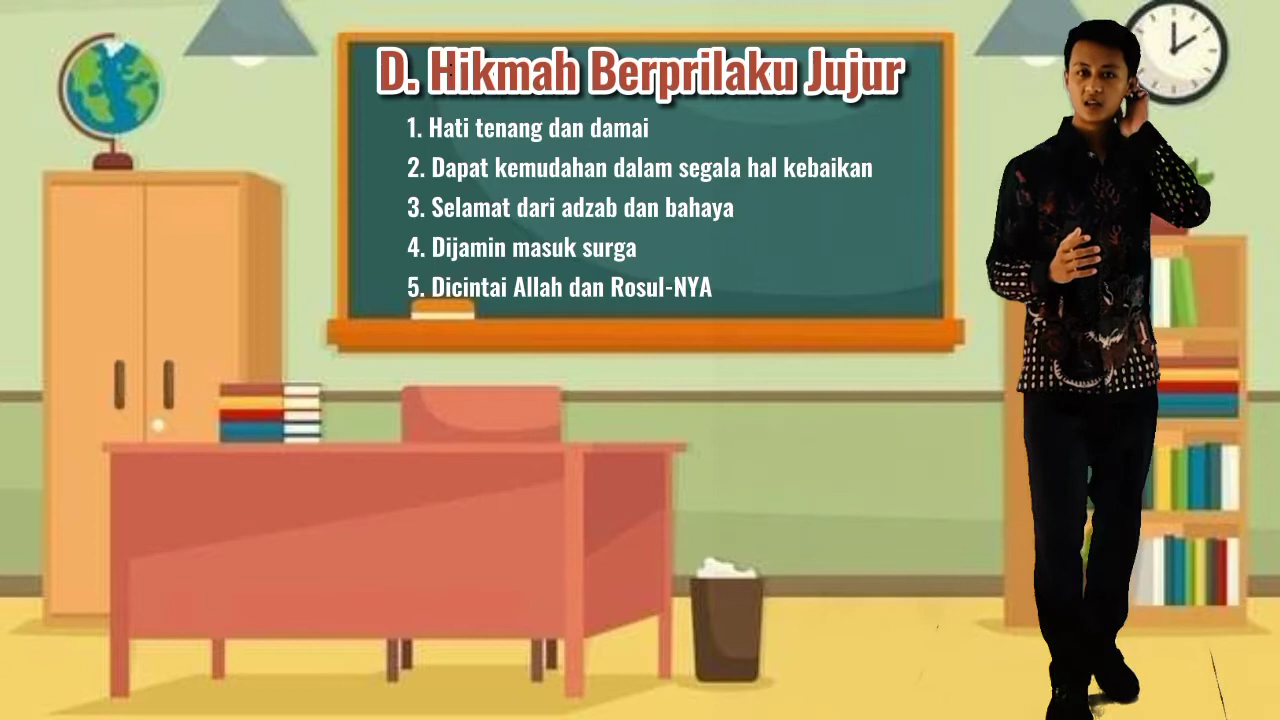 D. Hikmah Berprilaku Jujur
1. Hati tenang dan damai
2. Dapat kemudahan dalam segala hal kebaikan
3. Selamat dari adzab dan bahaya
4. Dijamin masuk surga
5. Dicintai Allah dan Rosul-NYA